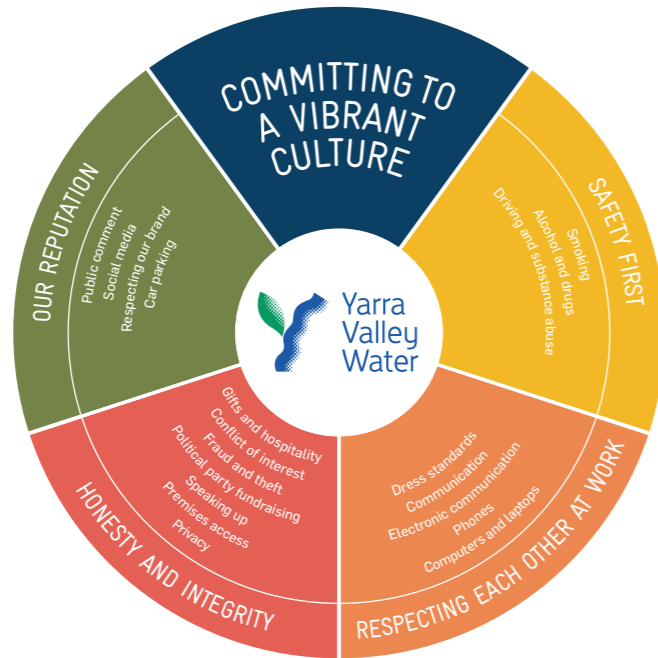 COMMITTING TO
A VIBRANT
CULTURE
SAFETY FIRST
Smoking
Alcohol and drugs
Driving and substance abuse
RESPECTING EACH OTHER AT WORK
Dress standards
Communication
Electronic communication
Phones
Computers and laptops
HONESTY AND INTEGRITY
Gifts and hospitality
Conflict of interest
Fraud and theft
Political party fundraising
Speaking up
Premises access
Privacy
OUR REPUTATION
Public comment
Social media
Respecting our brand
Car parking
Yarra
Valley
Water